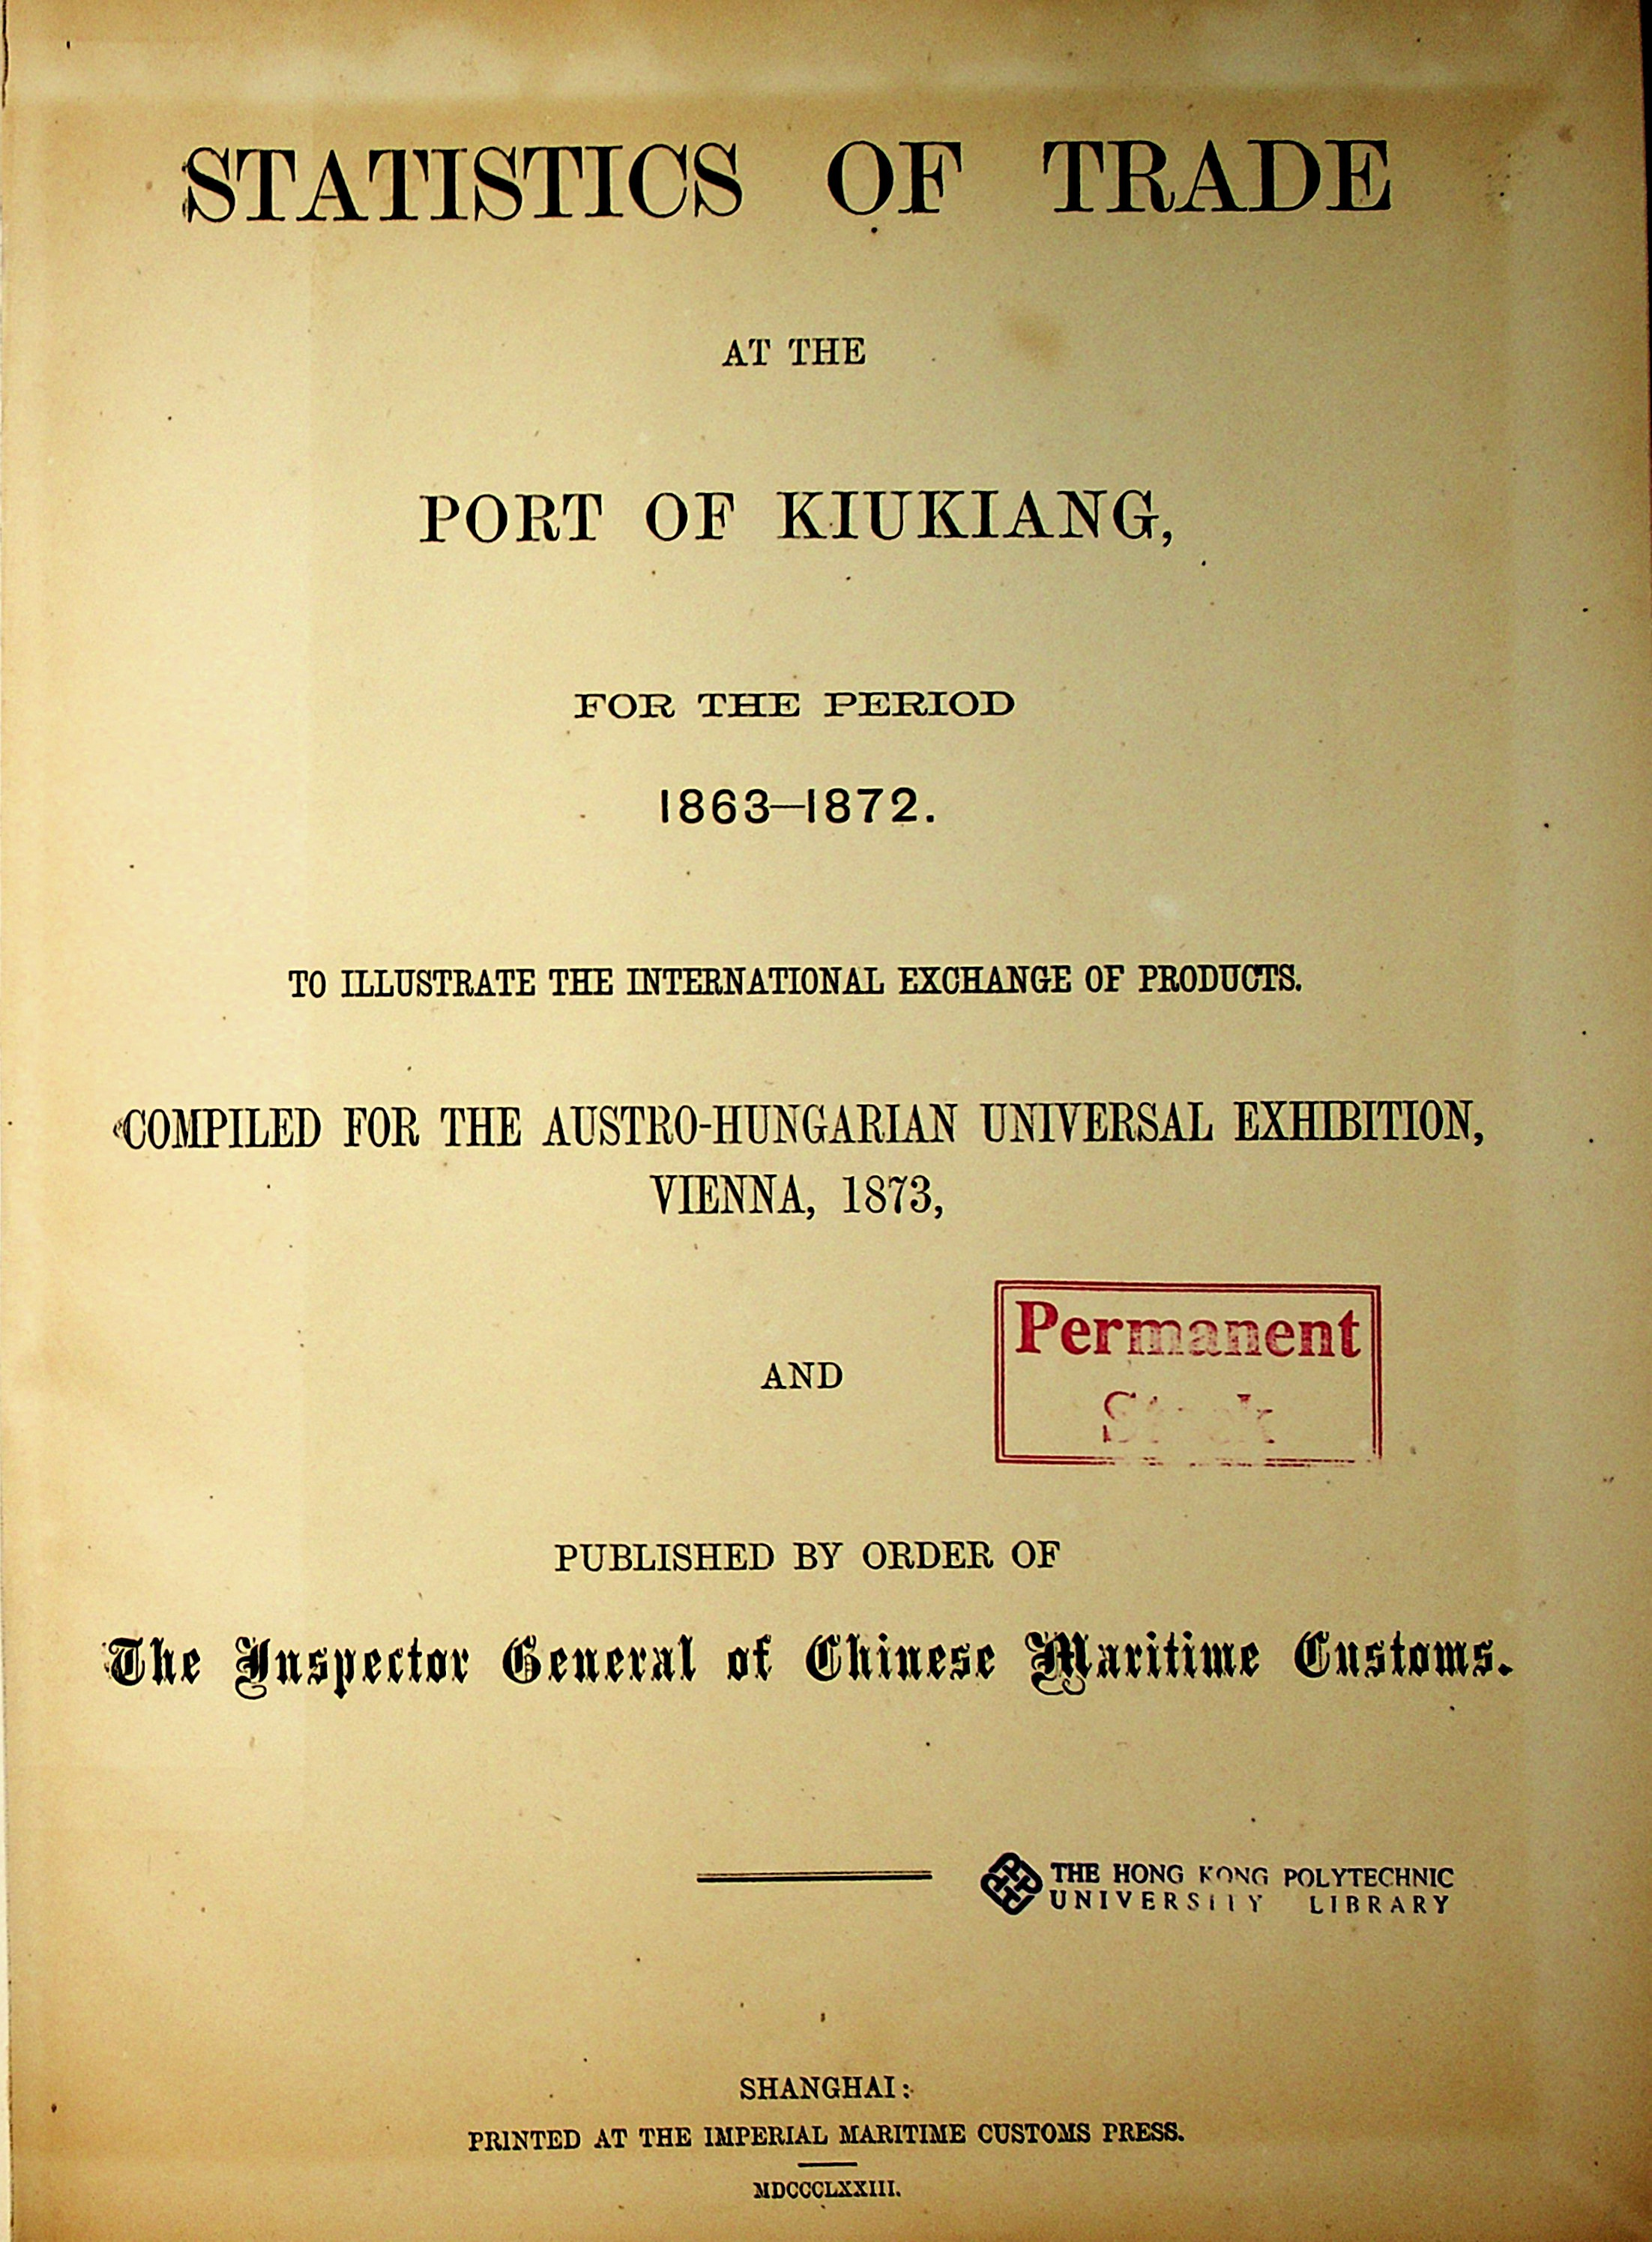 STATISTICS OF TRADE
AT THE
PORT OF KIUKIANG,
FOR THE PERIOD
1863—1872.
TO ILLUSTRATE THE INTERNATIONAL EXCHANGE OF PRODUCTS.
COMPILED FOR THE AUSTRO-HUNGARIAN UNIVERSAL EXHIBITION,
VIENNA, 1873,
Permanent
Stock
AND
PUBLISHED BY ORDER OF
The Inspector General of Chinese Maritime Customs.
THE HONG KONG POLYTECHNIC
UNIVERSITY LIBRARY
SHANGHAI:
PRINTED AT THE IMPERIAL MARITIME CUSTOMS PRESS.
MDCCCLXXIII.